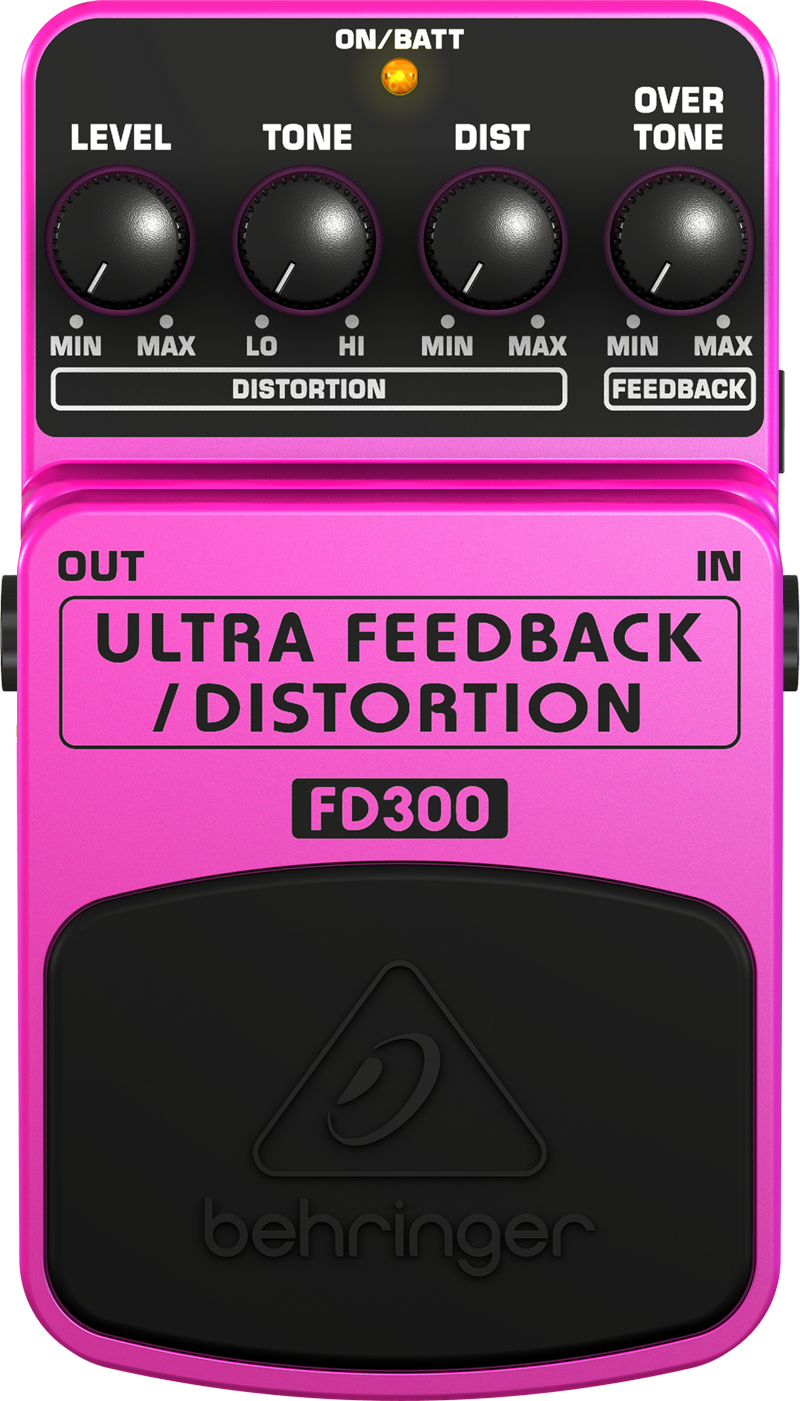 ON/BATT
LEVEL TONE DIST OVER TONE
MIN MAX LO HI MIN MAX MIN MAX
DISTORTION FEEDBACK
OUT IN
ULTRA FEEDBACK
/DISTORTION
FD300
behringer